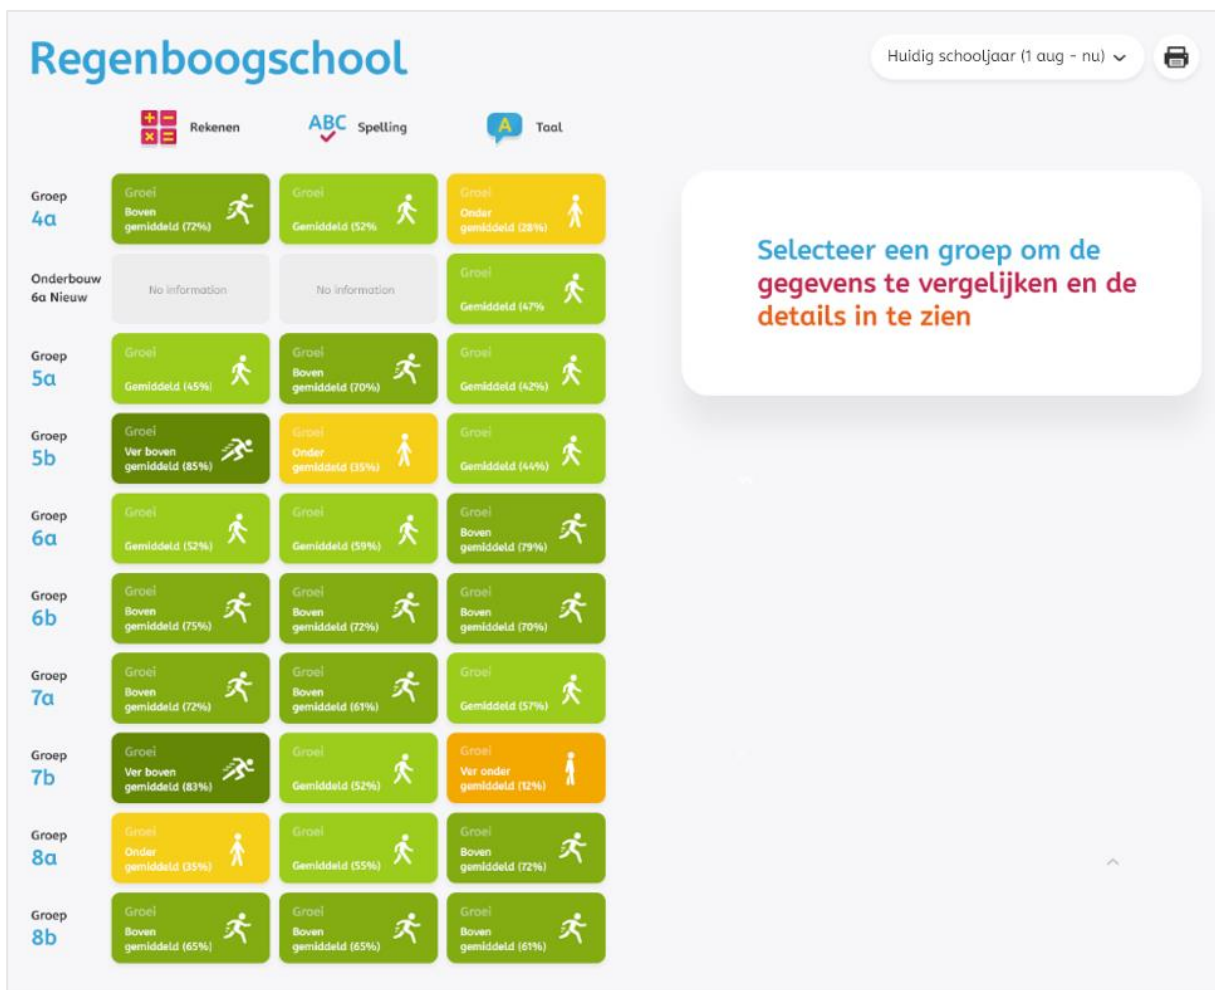 Regenboogschool
Huidig schooljaar (1 aug - nu)
Rekenen
ABC Spelling
A Taal
Groep
4a
Groei
Boven
gemiddeld (72%)
Groei
Gemiddeld (52%
Groei
Onder
gemiddeld (28%)
Onderbouw
6a Nieuw
No information
No information
Groei
Gemiddeld (47%
Groep
5a
Groei
Gemiddeld (45%)
Groei
Boven
gemiddeld (70%)
Groei
Gemiddeld (42%)
Groep
5b
Groei
Ver boven
gemiddeld (85%)
Groei
Onder
gemiddeld (35%)
Groei
Gemiddeld (44%)
Groep
6a
Groei
Gemiddeld (52%)
Groei
Gemiddeld (59%)
Groei
Boven
gemiddeld (79%)
Groep
6b
Groei
Boven
gemiddeld (75%)
Groei
Boven
gemiddeld (72%)
Groei
Boven
gemiddeld (70%)
Groep
7a
Groei
Boven
gemiddeld (72%)
Groei
Boven
gemiddeld (61%)
Groei
Gemiddeld (57%)
Groep
7b
Groei
Ver boven
gemiddeld (83%)
Groei
Gemiddeld (52%)
Groei
Ver onder
gemiddeld (12%)
Groep
8a
Groei
Onder
gemiddeld (35%)
Groei
Gemiddeld (55%)
Groei
Boven
gemiddeld (72%)
Groep
8b
Groei
Boven
gemiddeld (65%)
Groei
Boven
gemiddeld (65%)
Groei
Boven
gemiddeld (61%)
Selecteer een groep om de
gegevens te vergelijken en de
details in te zien